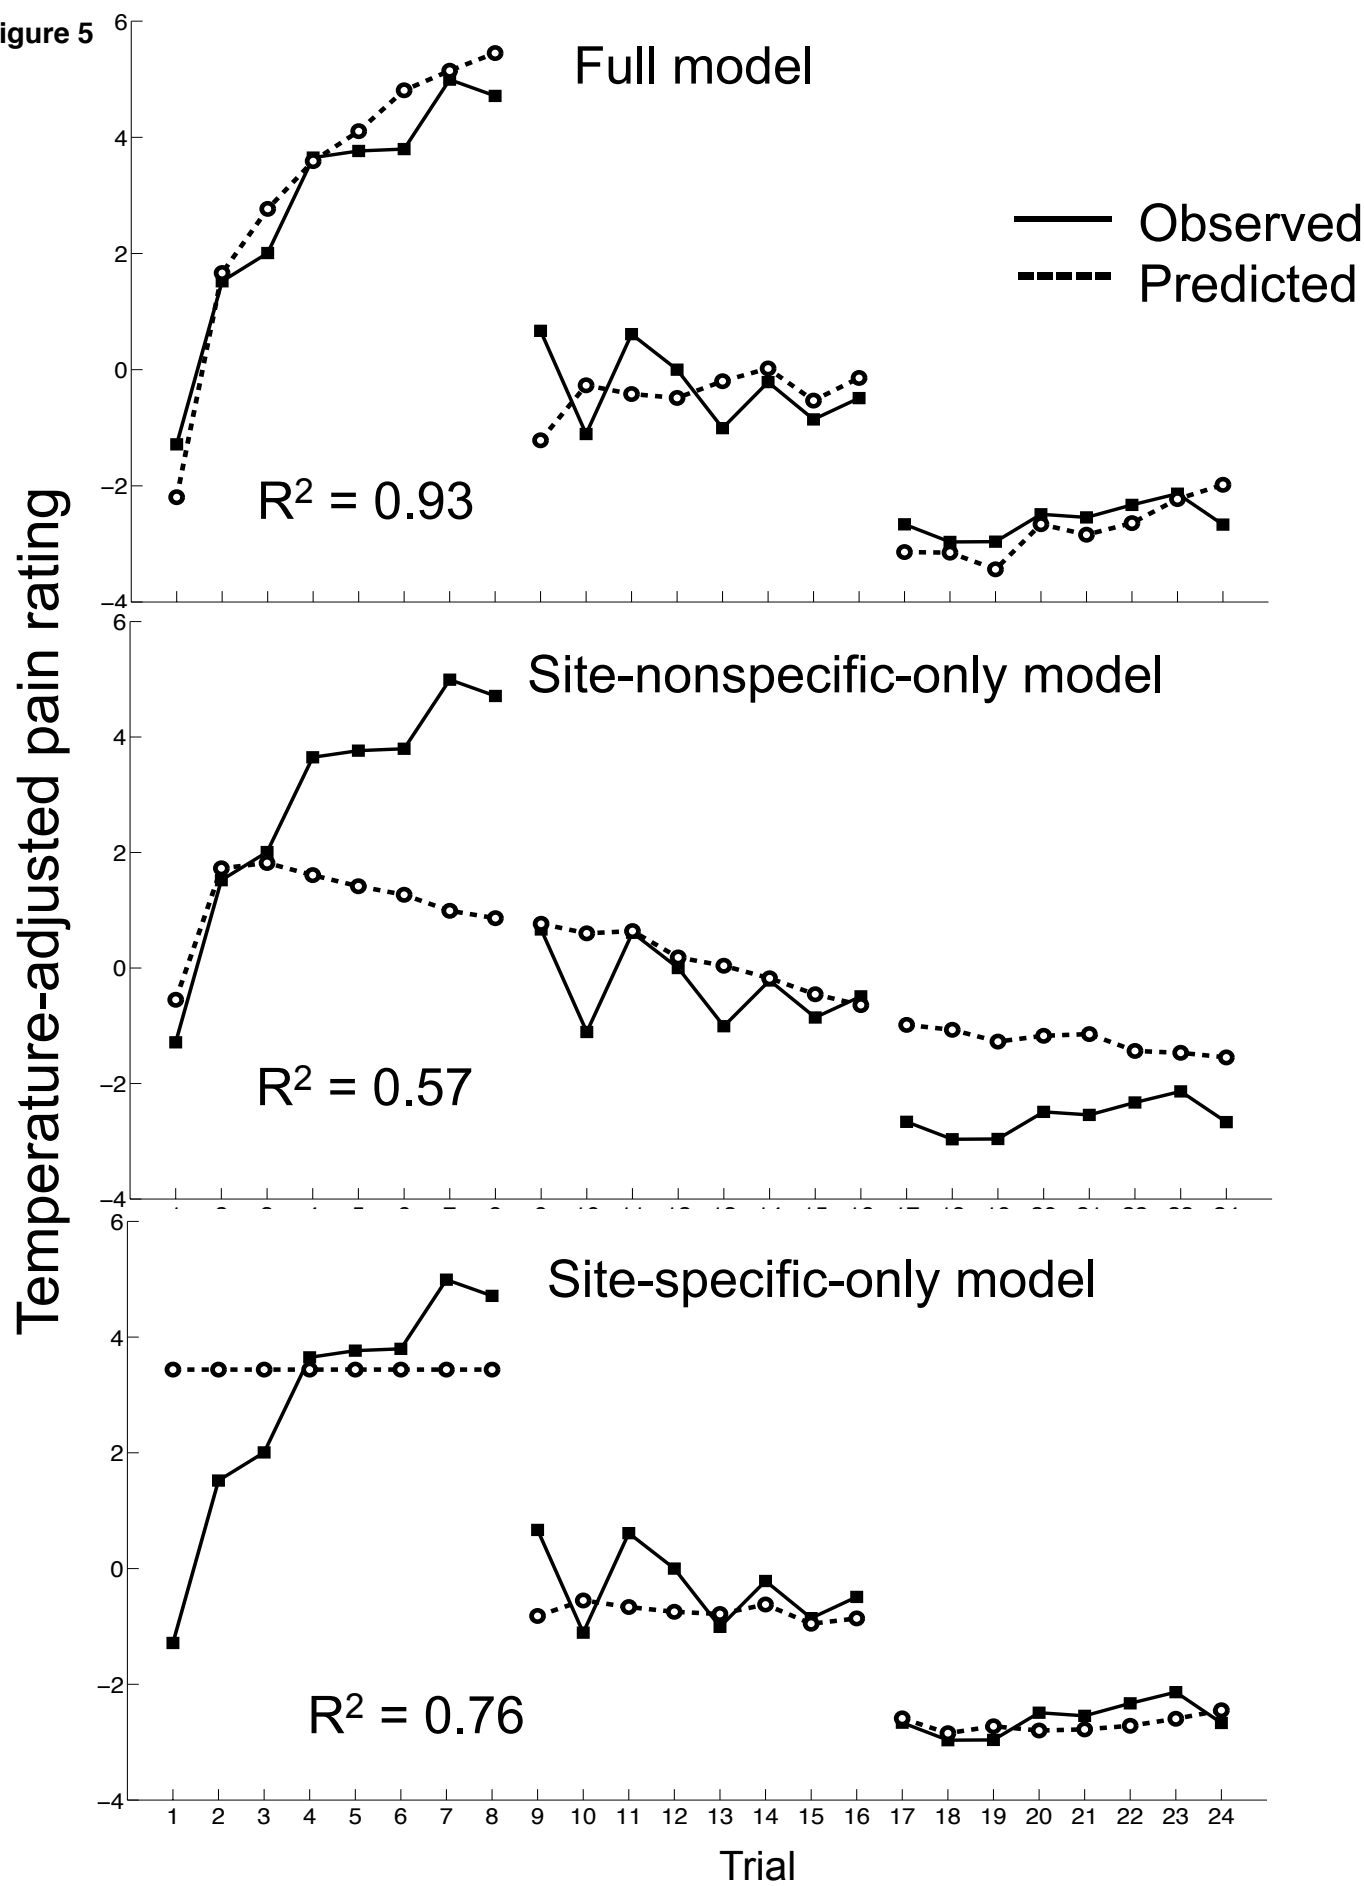 igure 5
Full model
Observed
Predicted
6
4
2
0
−2
−4
R² = 0.93
Temperature-adjusted pain rating
Site-nonspecific-only model
6
4
2
0
−2
−4
R² = 0.57
Site-specific-only model
6
4
2
0
−2
−4
R² = 0.76
1 2 3 4 5 6 7 8 9 10 11 12 13 14 15 16 17 18 19 20 21 22 23 24
Trial